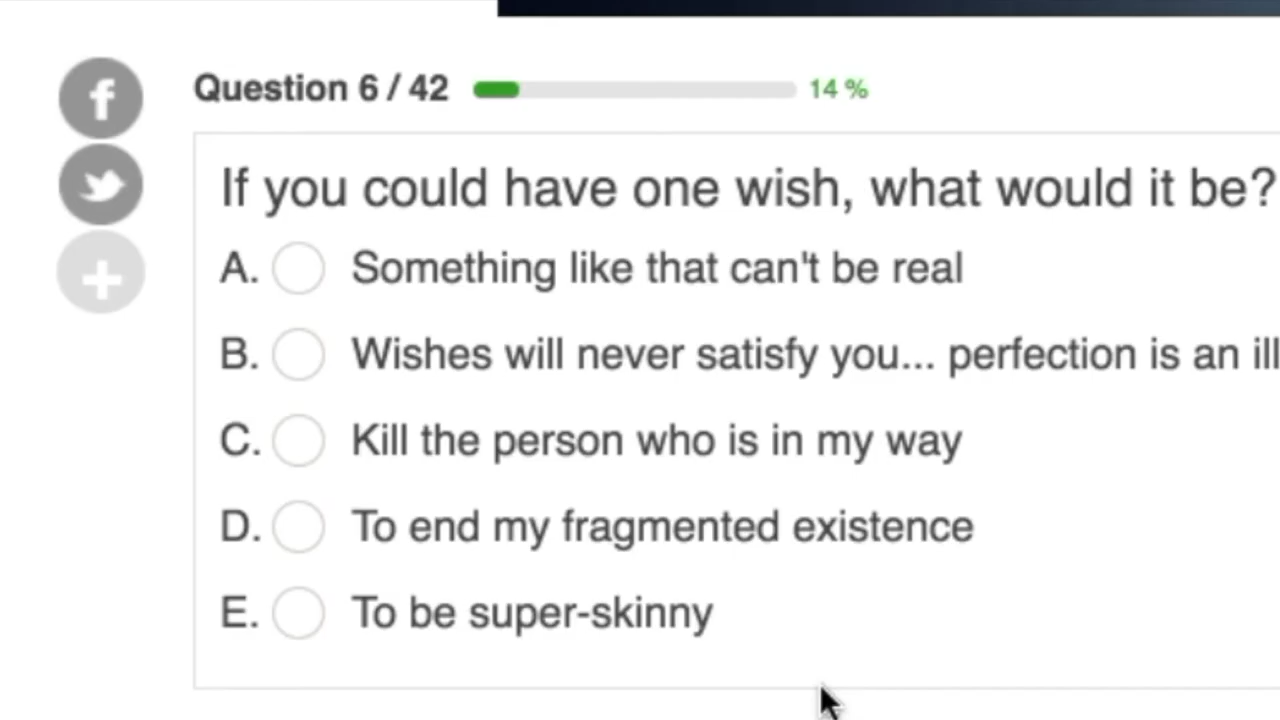 Question 6 / 42
14 %
If you could have one wish, what would it be?
A. Something like that can't be real
B. Wishes will never satisfy you... perfection is an ill
C. Kill the person who is in my way
D. To end my fragmented existence
E. To be super-skinny